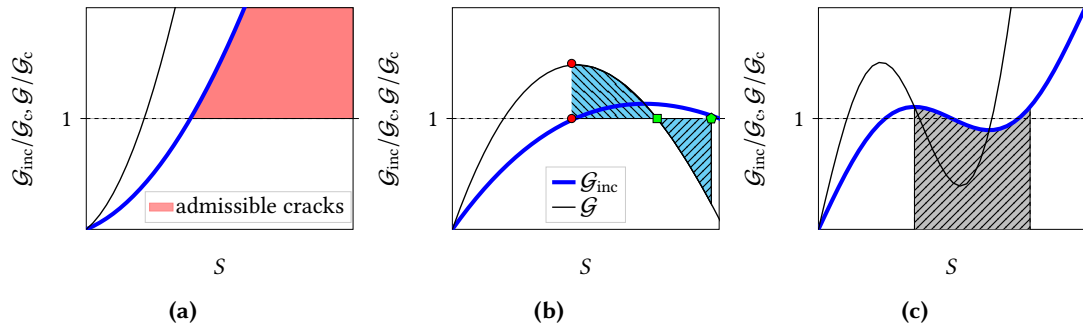 𝒢inc/𝒢c, 𝒢/𝒢c
1
admissible cracks
S
(a)
𝒢inc/𝒢c, 𝒢/𝒢c
1
𝒢inc
𝒢
S
(b)
𝒢inc/𝒢c, 𝒢/𝒢c
1
S
(c)